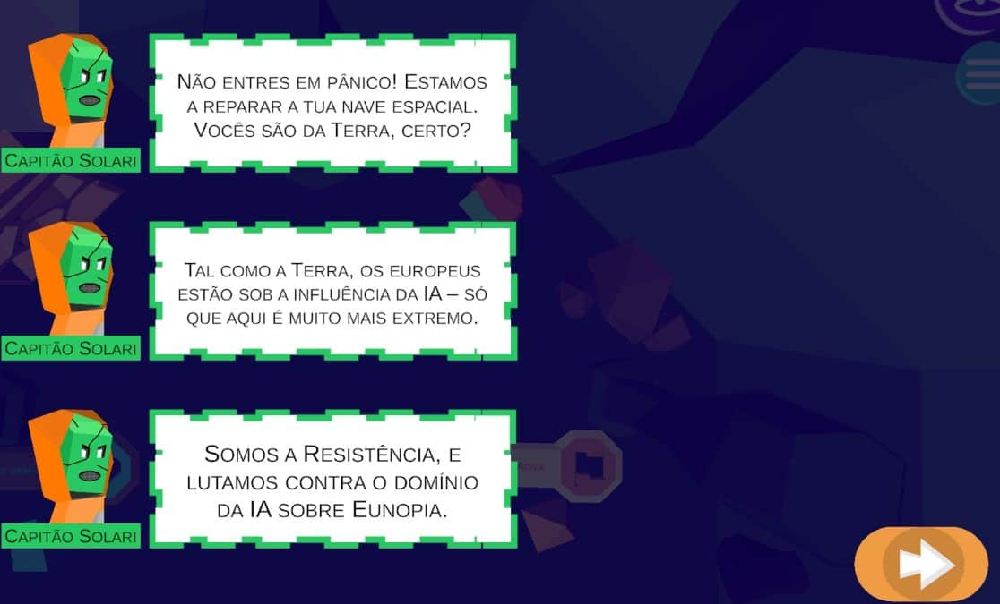 Não entres em pânico! Estamos
a reparar a tua nave espacial.
Vocês são da Terra, certo?
Capitão Solari
Tal como a Terra, os europeus
estão sob a influência da IA – só
que aqui é muito mais extremo.
Capitão Solari
Somos a Resistência, e
lutamos contra o domínio
da IA sobre Eunopia.
Capitão Solari